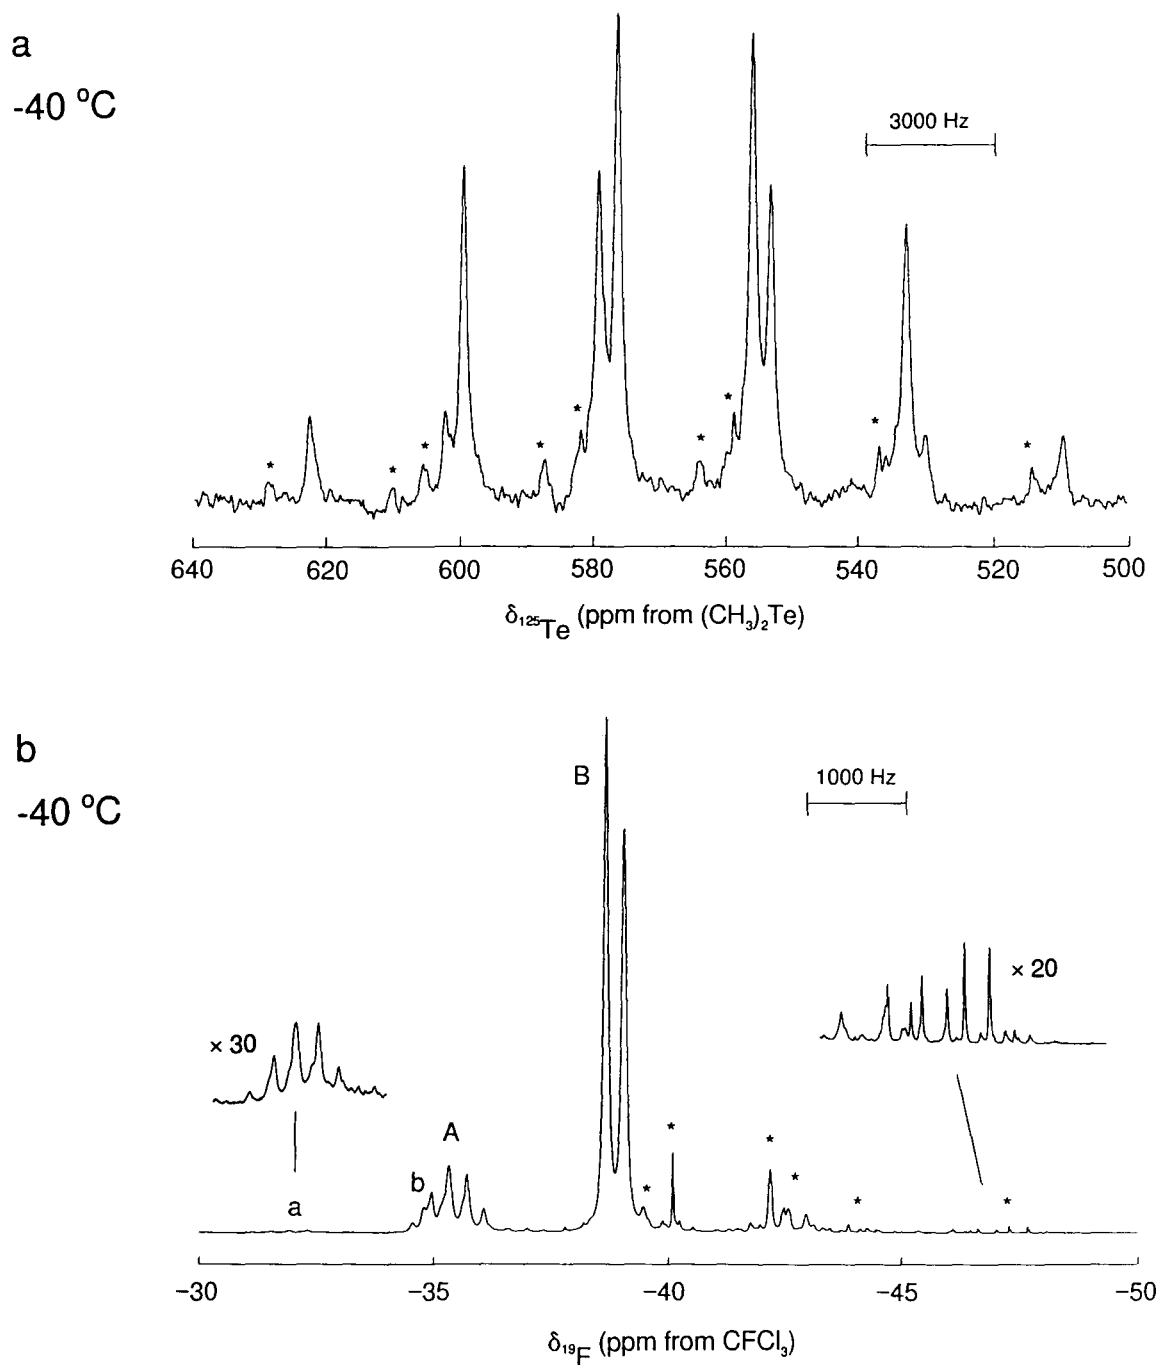 a
-40 °C
3000 Hz
* * * * * * * * *
640 620 600 580 560 540 520 500
δ₁₂₅Te (ppm from (CH₃)₂Te)
b
-40 °C
B
1000 Hz
× 30
× 20
A
b
a
* * * * * *
−30 −35 −40 −45 −50
δ₁₉F (ppm from CFCl₃)